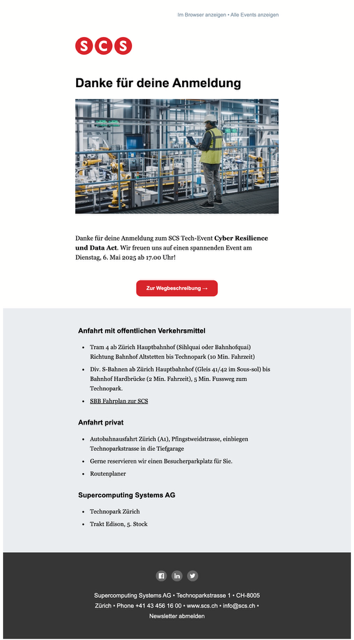 Im Browser anzeigen • Alle Events anzeigen
SCS
Danke für deine Anmeldung
Danke für deine Anmeldung zum SCS Tech-Event Cyber Resilience
und Data Act. Wir freuen uns auf einen spannenden Event am
Dienstag, 6. Mai 2025 ab 17.00 Uhr!
Zur Wegbeschreibung →
Anfahrt mit offentlichen Verkehrsmittel
• Tram 4 ab Zürich Hauptbahnhof (Sihlquai oder Bahnhofquai)
Richtung Bahnhof Altstetten bis Technopark (10 Min. Fahrzeit)
• Div. S-Bahnen ab Zürich Hauptbahnhof (Gleis 41/42 im Sous-sol) bis
Bahnhof Hardbrücke (2 Min. Fahrzeit), 5 Min. Fussweg zum
Technopark.
• SBB Fahrplan zur SCS
Anfahrt privat
• Autobahnausfahrt Zürich (A1), Pfingstweidstrasse, einbiegen
Technoparkstrasse in die Tiefgarage
• Gerne reservieren wir einen Besucherparkplatz für Sie.
• Routenplaner
Supercomputing Systems AG
• Technopark Zürich
• Trakt Edison, 5. Stock
Supercomputing Systems AG • Technoparkstrasse 1 • CH-8005
Zürich • Phone +41 43 456 16 00 • www.scs.ch • info@scs.ch •
Newsletter abmelden